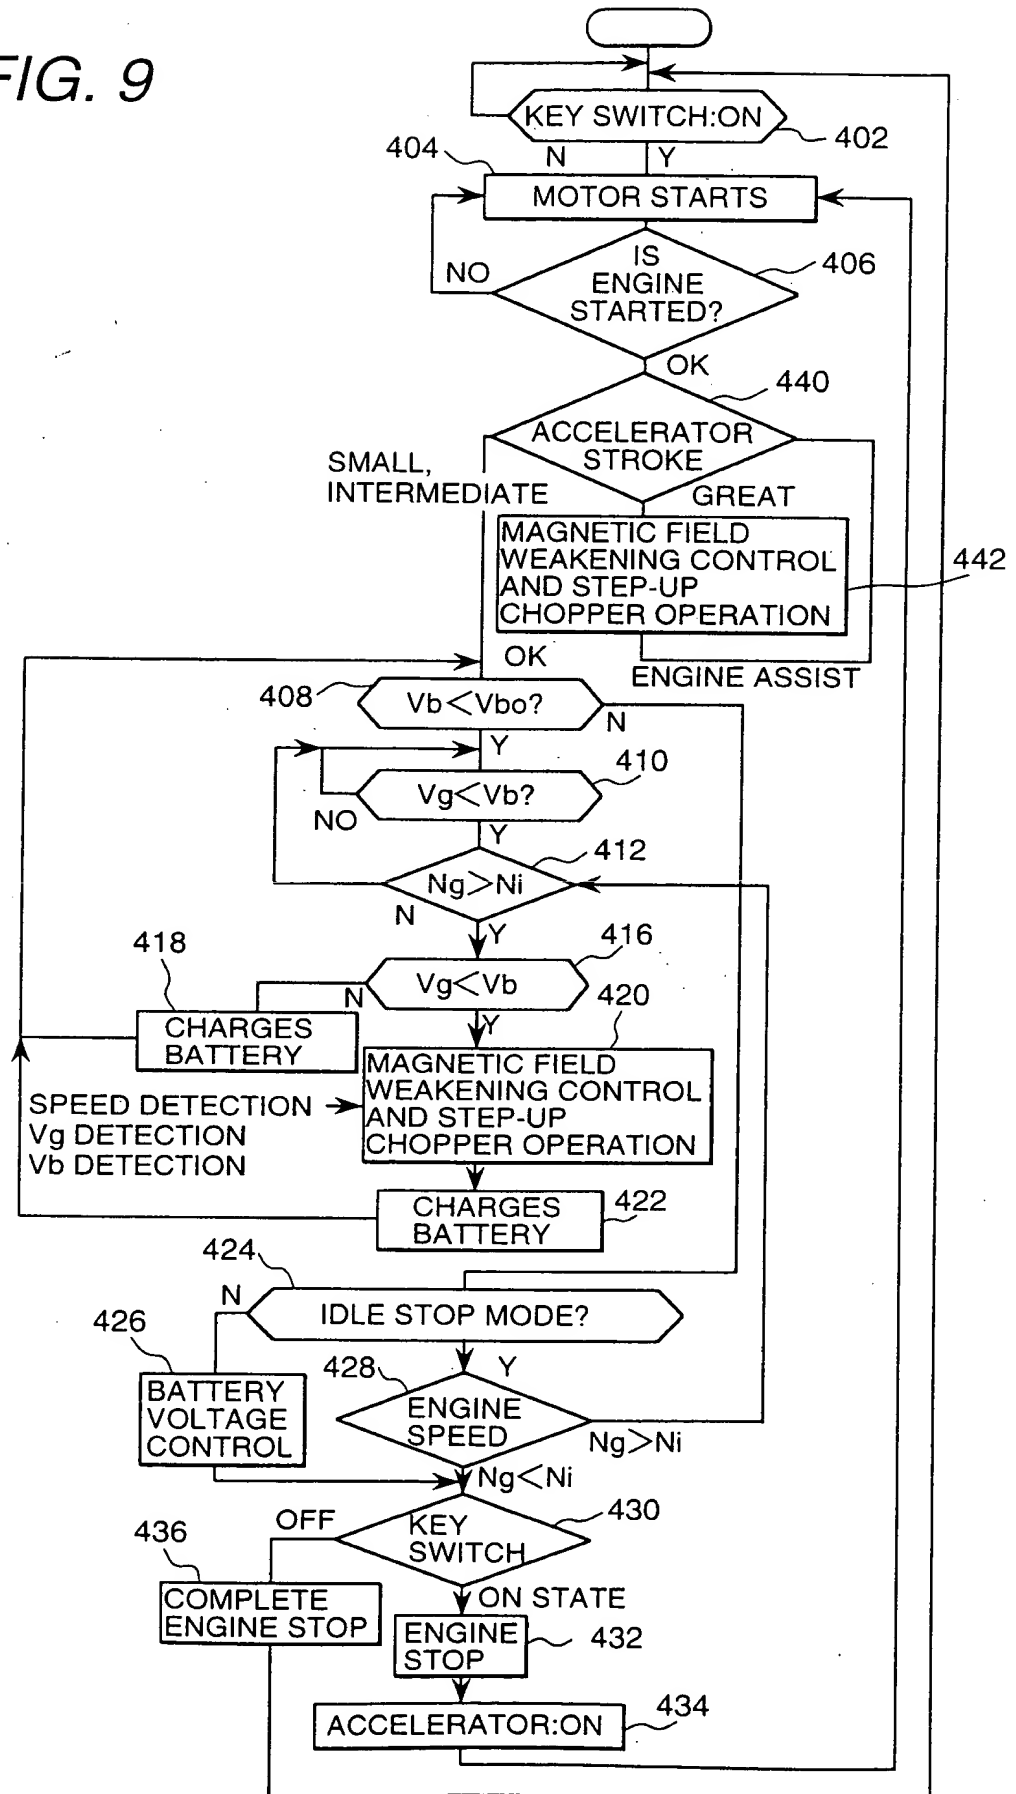 FIG. 9
KEY SWITCH:ON
402
N
Y
404
MOTOR STARTS
IS
ENGINE
STARTED?
406
NO
OK
440
ACCELERATOR
STROKE
SMALL,
INTERMEDIATE
GREAT
MAGNETIC FIELD
WEAKENING CONTROL
AND STEP-UP
CHOPPER OPERATION
442
OK
ENGINE ASSIST
408
Vb<Vbo?
N
Y
410
Vg<Vb?
NO
Y
412
Ng>Ni
N
Y
416
Vg<Vb
N
Y
418
CHARGES
BATTERY
420
MAGNETIC FIELD
WEAKENING CONTROL
AND STEP-UP
CHOPPER OPERATION
SPEED DETECTION
Vg DETECTION
Vb DETECTION
CHARGES
BATTERY
422
424
N
IDLE STOP MODE?
426
Y
428
BATTERY
VOLTAGE
CONTROL
ENGINE
SPEED
Ng>Ni
Ng<Ni
430
OFF
KEY
SWITCH
436
COMPLETE
ENGINE STOP
ON STATE
ENGINE
STOP
432
ACCELERATOR:ON
434